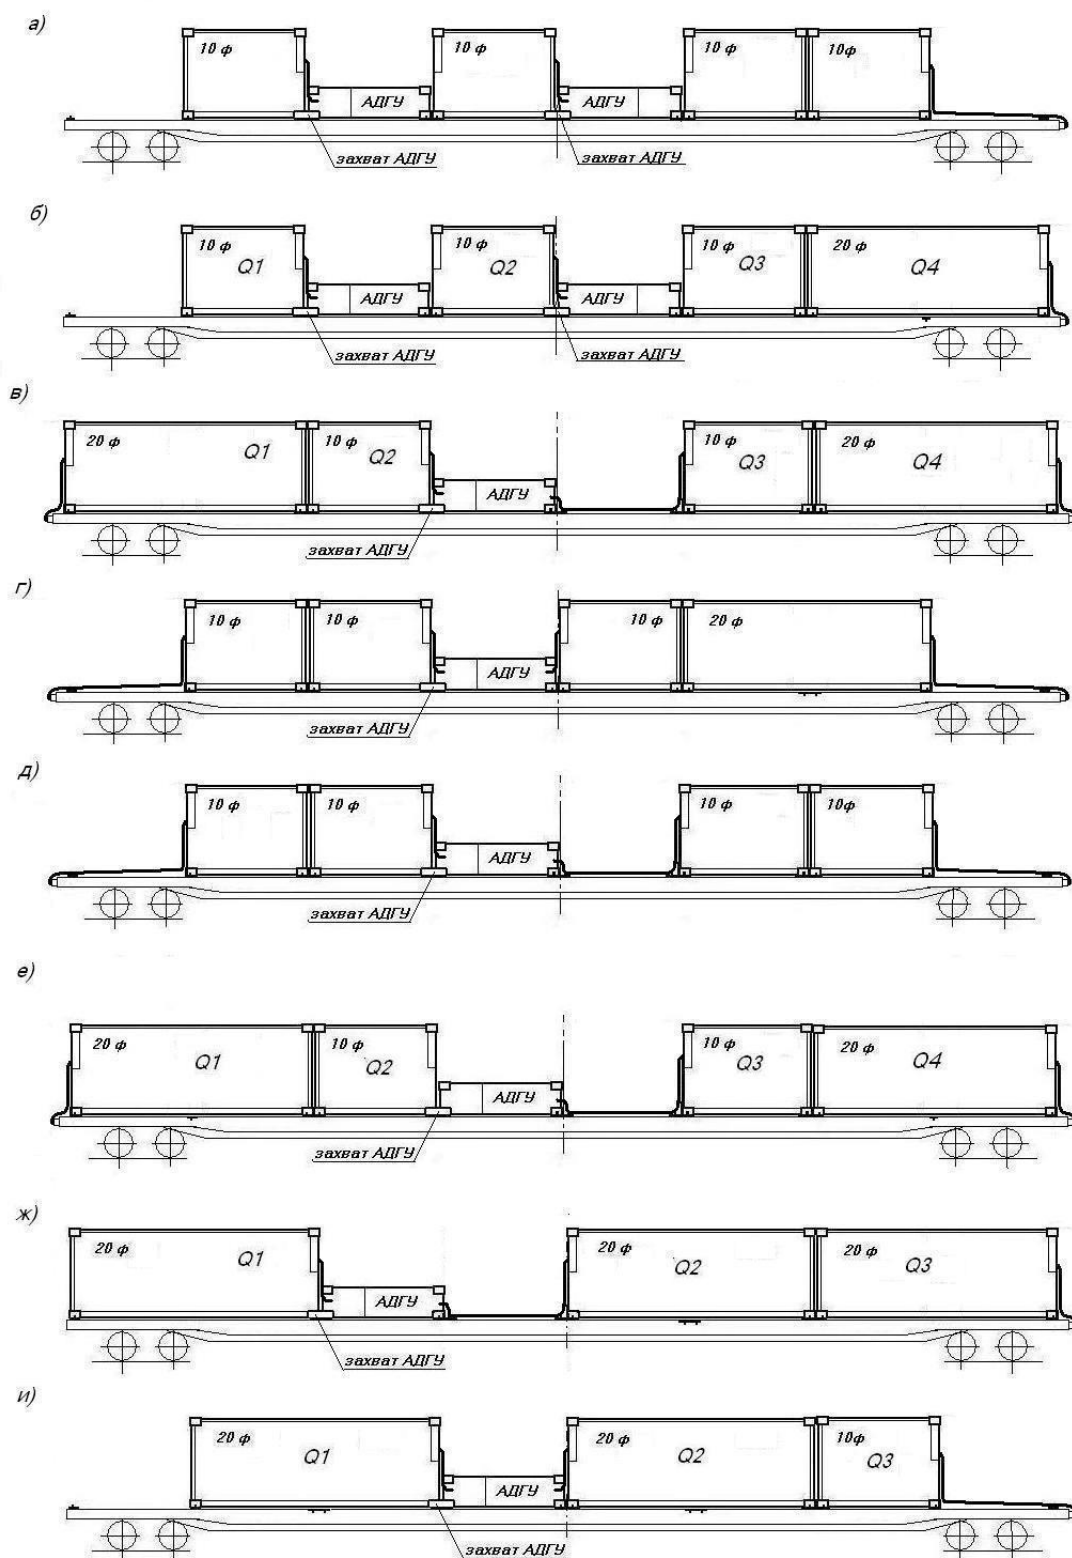 а)
10 ф 10 ф 10 ф 10ф
АДГУ АДГУ
захват АДГУ захват АДГУ
б)
10 ф 10 ф 10 ф 20 ф
Q1 Q2 Q3 Q4
АДГУ АДГУ
захват АДГУ захват АДГУ
в)
20 ф 10 ф 10 ф 20 ф
Q1 Q2 Q3 Q4
АДГУ
захват АДГУ
г)
10 ф 10 ф 10 ф 20 ф
АДГУ
захват АДГУ
д)
10 ф 10 ф 10 ф 10ф
АДГУ
захват АДГУ
е)
20 ф 10 ф 10 ф 20 ф
Q1 Q2 Q3 Q4
АДГУ
захват АДГУ
ж)
20 ф 20 ф 20 ф
Q1 Q2 Q3
АДГУ
захват АДГУ
и)
20 ф 20 ф 10ф
Q1 Q2 Q3
АДГУ
захват АДГУ